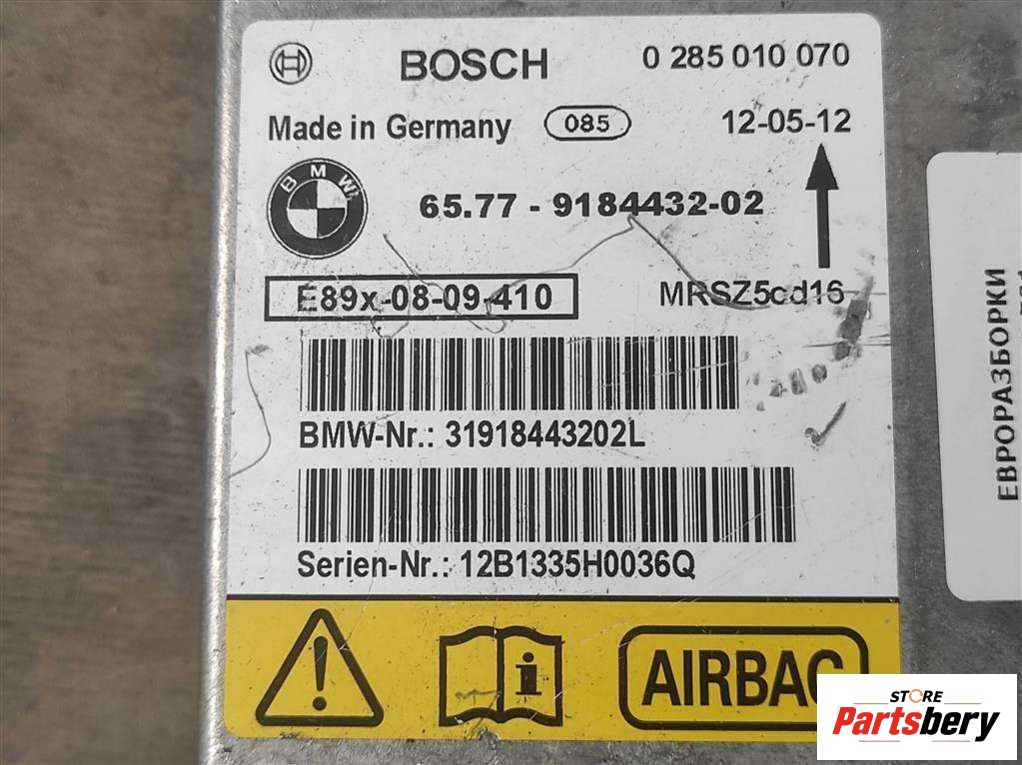 BOSCH 0 285 010 070
Made in Germany 085 12-05-12
BMW
65.77 - 9184432-02
E89x-08-09-410 MRSZ5cd16
BMW-Nr.: 31918443202L
Serien-Nr.: 12B1335H0036Q
AIRBAG
ЕВРОРАЗБОРКИ
STORE
Partsbery